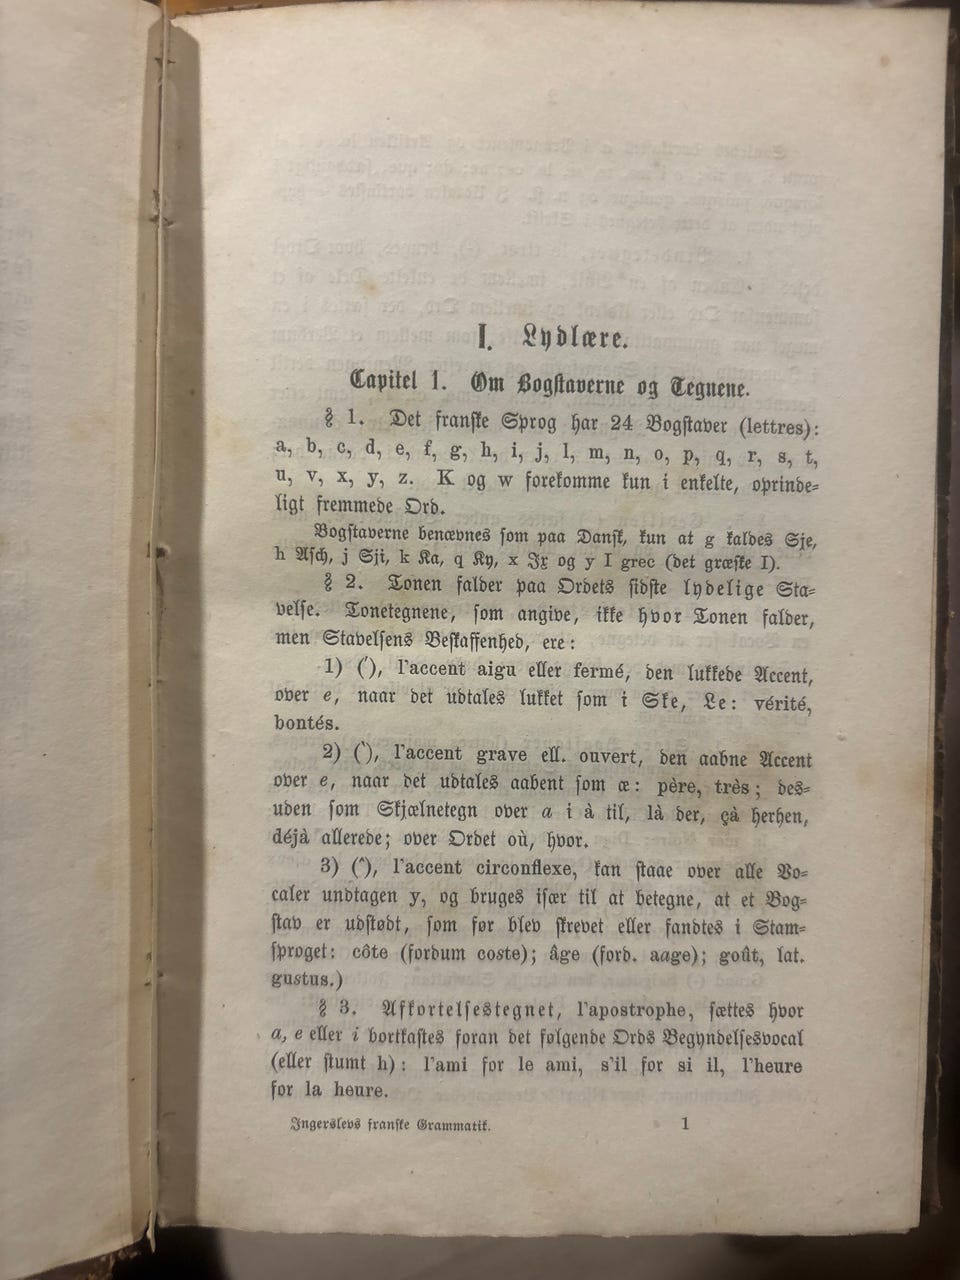 I. Lydlære.
Capitel 1. Om Bogstaverne og Tegnene.
§ 1. Det franske Sprog har 24 Bogstaver (lettres):
a, b, c, d, e, f, g, h, i, j, l, m, n, o, p, q, r, s, t,
u, v, x, y, z. K og w forekomme kun i enkelte, oprinde=
ligt fremmede Ord.
Bogstaverne benævnes som paa Dansk, kun at g kaldes Sje,
h Asch, j Sji, k Ka, q Ky, x Ix og y I grec (det græske I).
§ 2. Tonen falder paa Ordets sidste lydelige Sta=
velse. Tonetegnene, som angive, ikke hvor Tonen falder,
men Stavelsens Beskaffenhed, ere:
1) (´), l'accent aigu eller fermé, den lukkede Accent,
over e, naar det udtales lukket som i Ske, Le: vérité,
bontés.
2) (`), l'accent grave ell. ouvert, den aabne Accent
over e, naar det udtales aabent som æ: père, très; des=
uden som Skjælnetegn over a i à til, là der, çà herhen,
déjà allerede; over Ordet où, hvor.
3) (ˆ), l'accent circonflexe, kan staae over alle Vo=
caler undtagen y, og bruges især til at betegne, at et Bog=
stav er udstødt, som før blev skrevet eller fandtes i Stam=
sproget: côte (fordum coste); âge (ford. aage); goût, lat.
gustus.)
§ 3. Afkortelsestegnet, l'apostrophe, sættes hvor
a, e eller i bortkastes foran det følgende Ords Begyndelsesvocal
(eller stumt h): l'ami for le ami, s'il for si il, l'heure
for la heure.
Ingerslevs franske Grammatik. 1